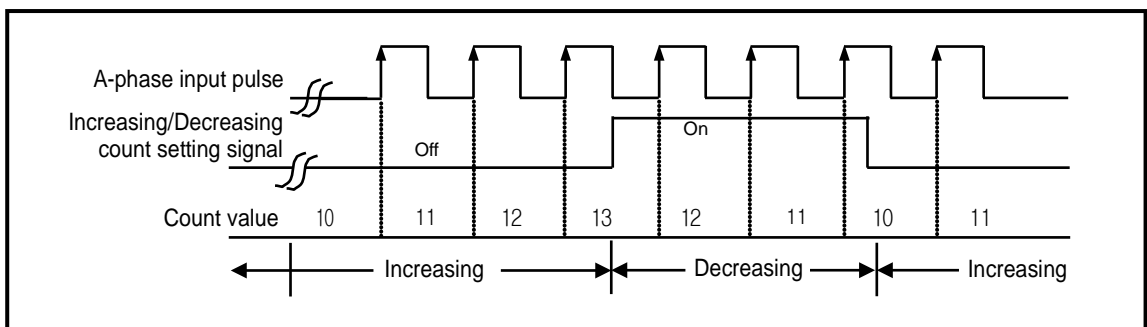 A-phase input pulse
Increasing/Decreasing
count setting signal
On
Off
Count value 10 11 12 13 12 11 10 11
Increasing Decreasing Increasing